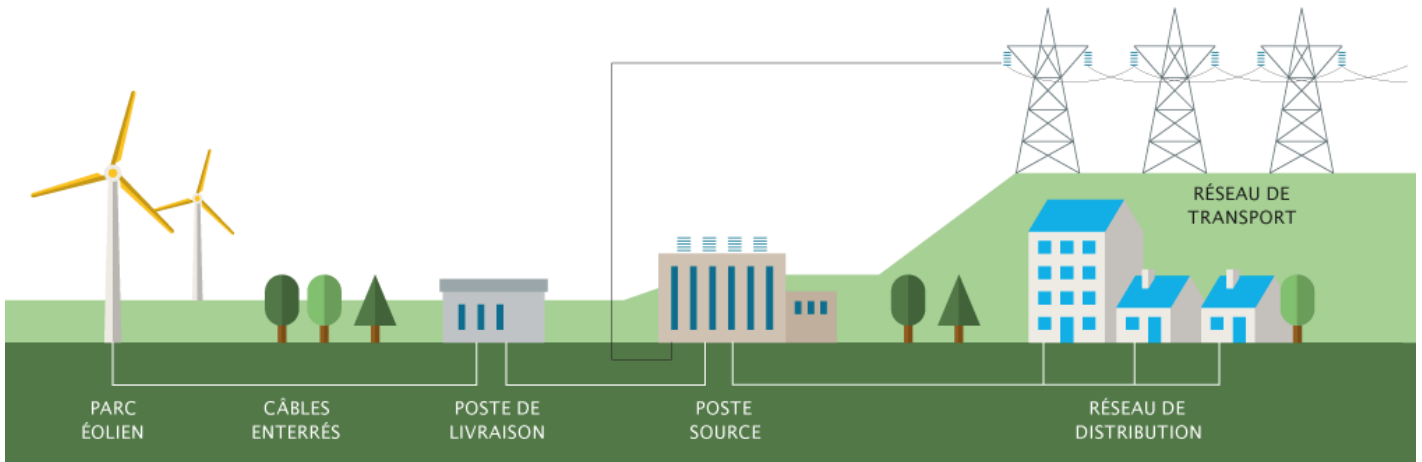 RÉSEAU DE
TRANSPORT
PARC
ÉOLIEN
CÂBLES
ENTERRÉS
POSTE DE
LIVRAISON
POSTE
SOURCE
RÉSEAU DE
DISTRIBUTION